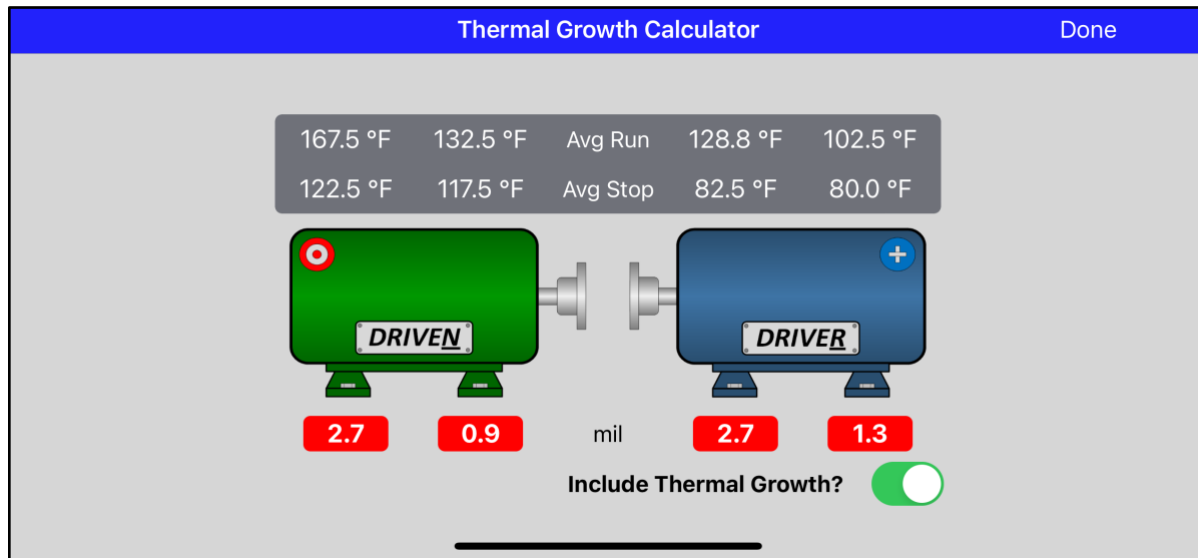 Thermal Growth Calculator Done
167.5 °F 132.5 °F Avg Run 128.8 °F 102.5 °F
122.5 °F 117.5 °F Avg Stop 82.5 °F 80.0 °F
DRIVEN DRIVER
2.7 0.9 mil 2.7 1.3
Include Thermal Growth?